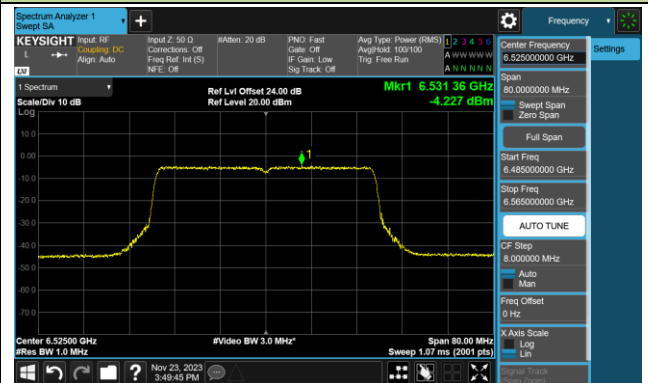 Spectrum Analyzer 1
Swept SA
Frequency
KEYSIGHT
L
LXI
Input: RF
Coupling: DC
Align: Auto
Input Z: 50 Ω
Corrections: Off
Freq Ref: Int (S)
NFE: Off
#Atten: 20 dB
PNO: Fast
Gate: Off
IF Gain: Low
Sig Track: Off
Avg Type: Power (RMS)
Avg|Hold: 100/100
Trig: Free Run
1 2 3 4 5 6
A W W W W W
A N N N N N
1 Spectrum
Scale/Div 10 dB
Log
Ref Lvl Offset 24.00 dB
Ref Level 20.00 dBm
Mkr1 6.531 36 GHz
-4.227 dBm
1
10.0
0.00
-10.0
-20.0
-30.0
-40.0
-50.0
-60.0
-70.0
Center 6.52500 GHz
#Res BW 1.0 MHz
#Video BW 3.0 MHz*
Span 80.00 MHz
Sweep 1.07 ms (2001 pts)
Center Frequency
6.525000000 GHz
Settings
Span
80.0000000 MHz
Swept Span
Zero Span
Full Span
Start Freq
6.485000000 GHz
Stop Freq
6.565000000 GHz
AUTO TUNE
CF Step
8.000000 MHz
Auto
Man
Freq Offset
0 Hz
X Axis Scale
Log
Lin
Signal Track
(Span Zoom)
?
Nov 23, 2023
3:49:45 PM